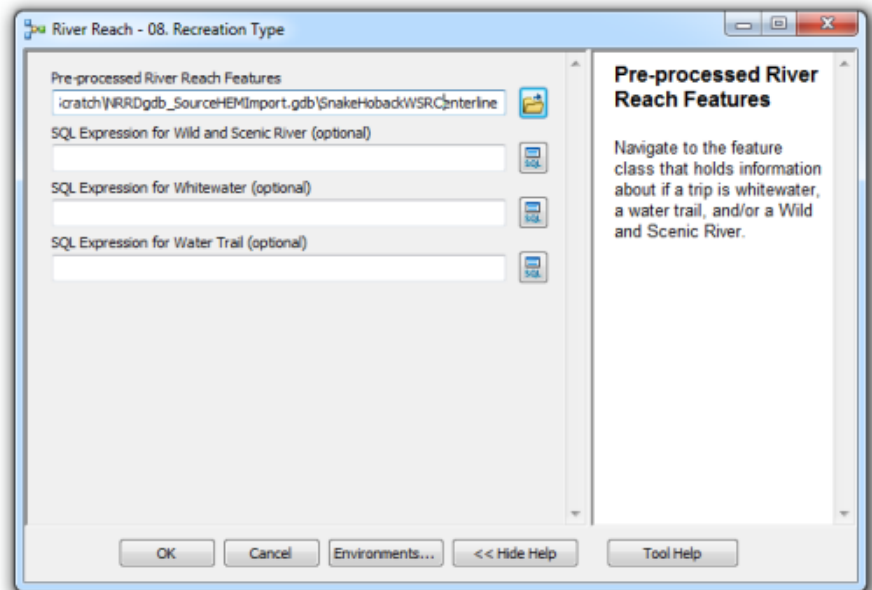 River Reach - 08. Recreation Type
Pre-processed River Reach Features
:cratch\NRRDgdb_SourceHEMImport.gdb\SnakeHobackWSRCenterline
SQL Expression for Wild and Scenic River (optional)
SQL
SQL Expression for Whitewater (optional)
SQL
SQL Expression for Water Trail (optional)
SQL
OK
Cancel
Environments...
<< Hide Help
Pre-processed River
Reach Features
Navigate to the feature
class that holds information
about if a trip is whitewater,
a water trail, and/or a Wild
and Scenic River.
Tool Help